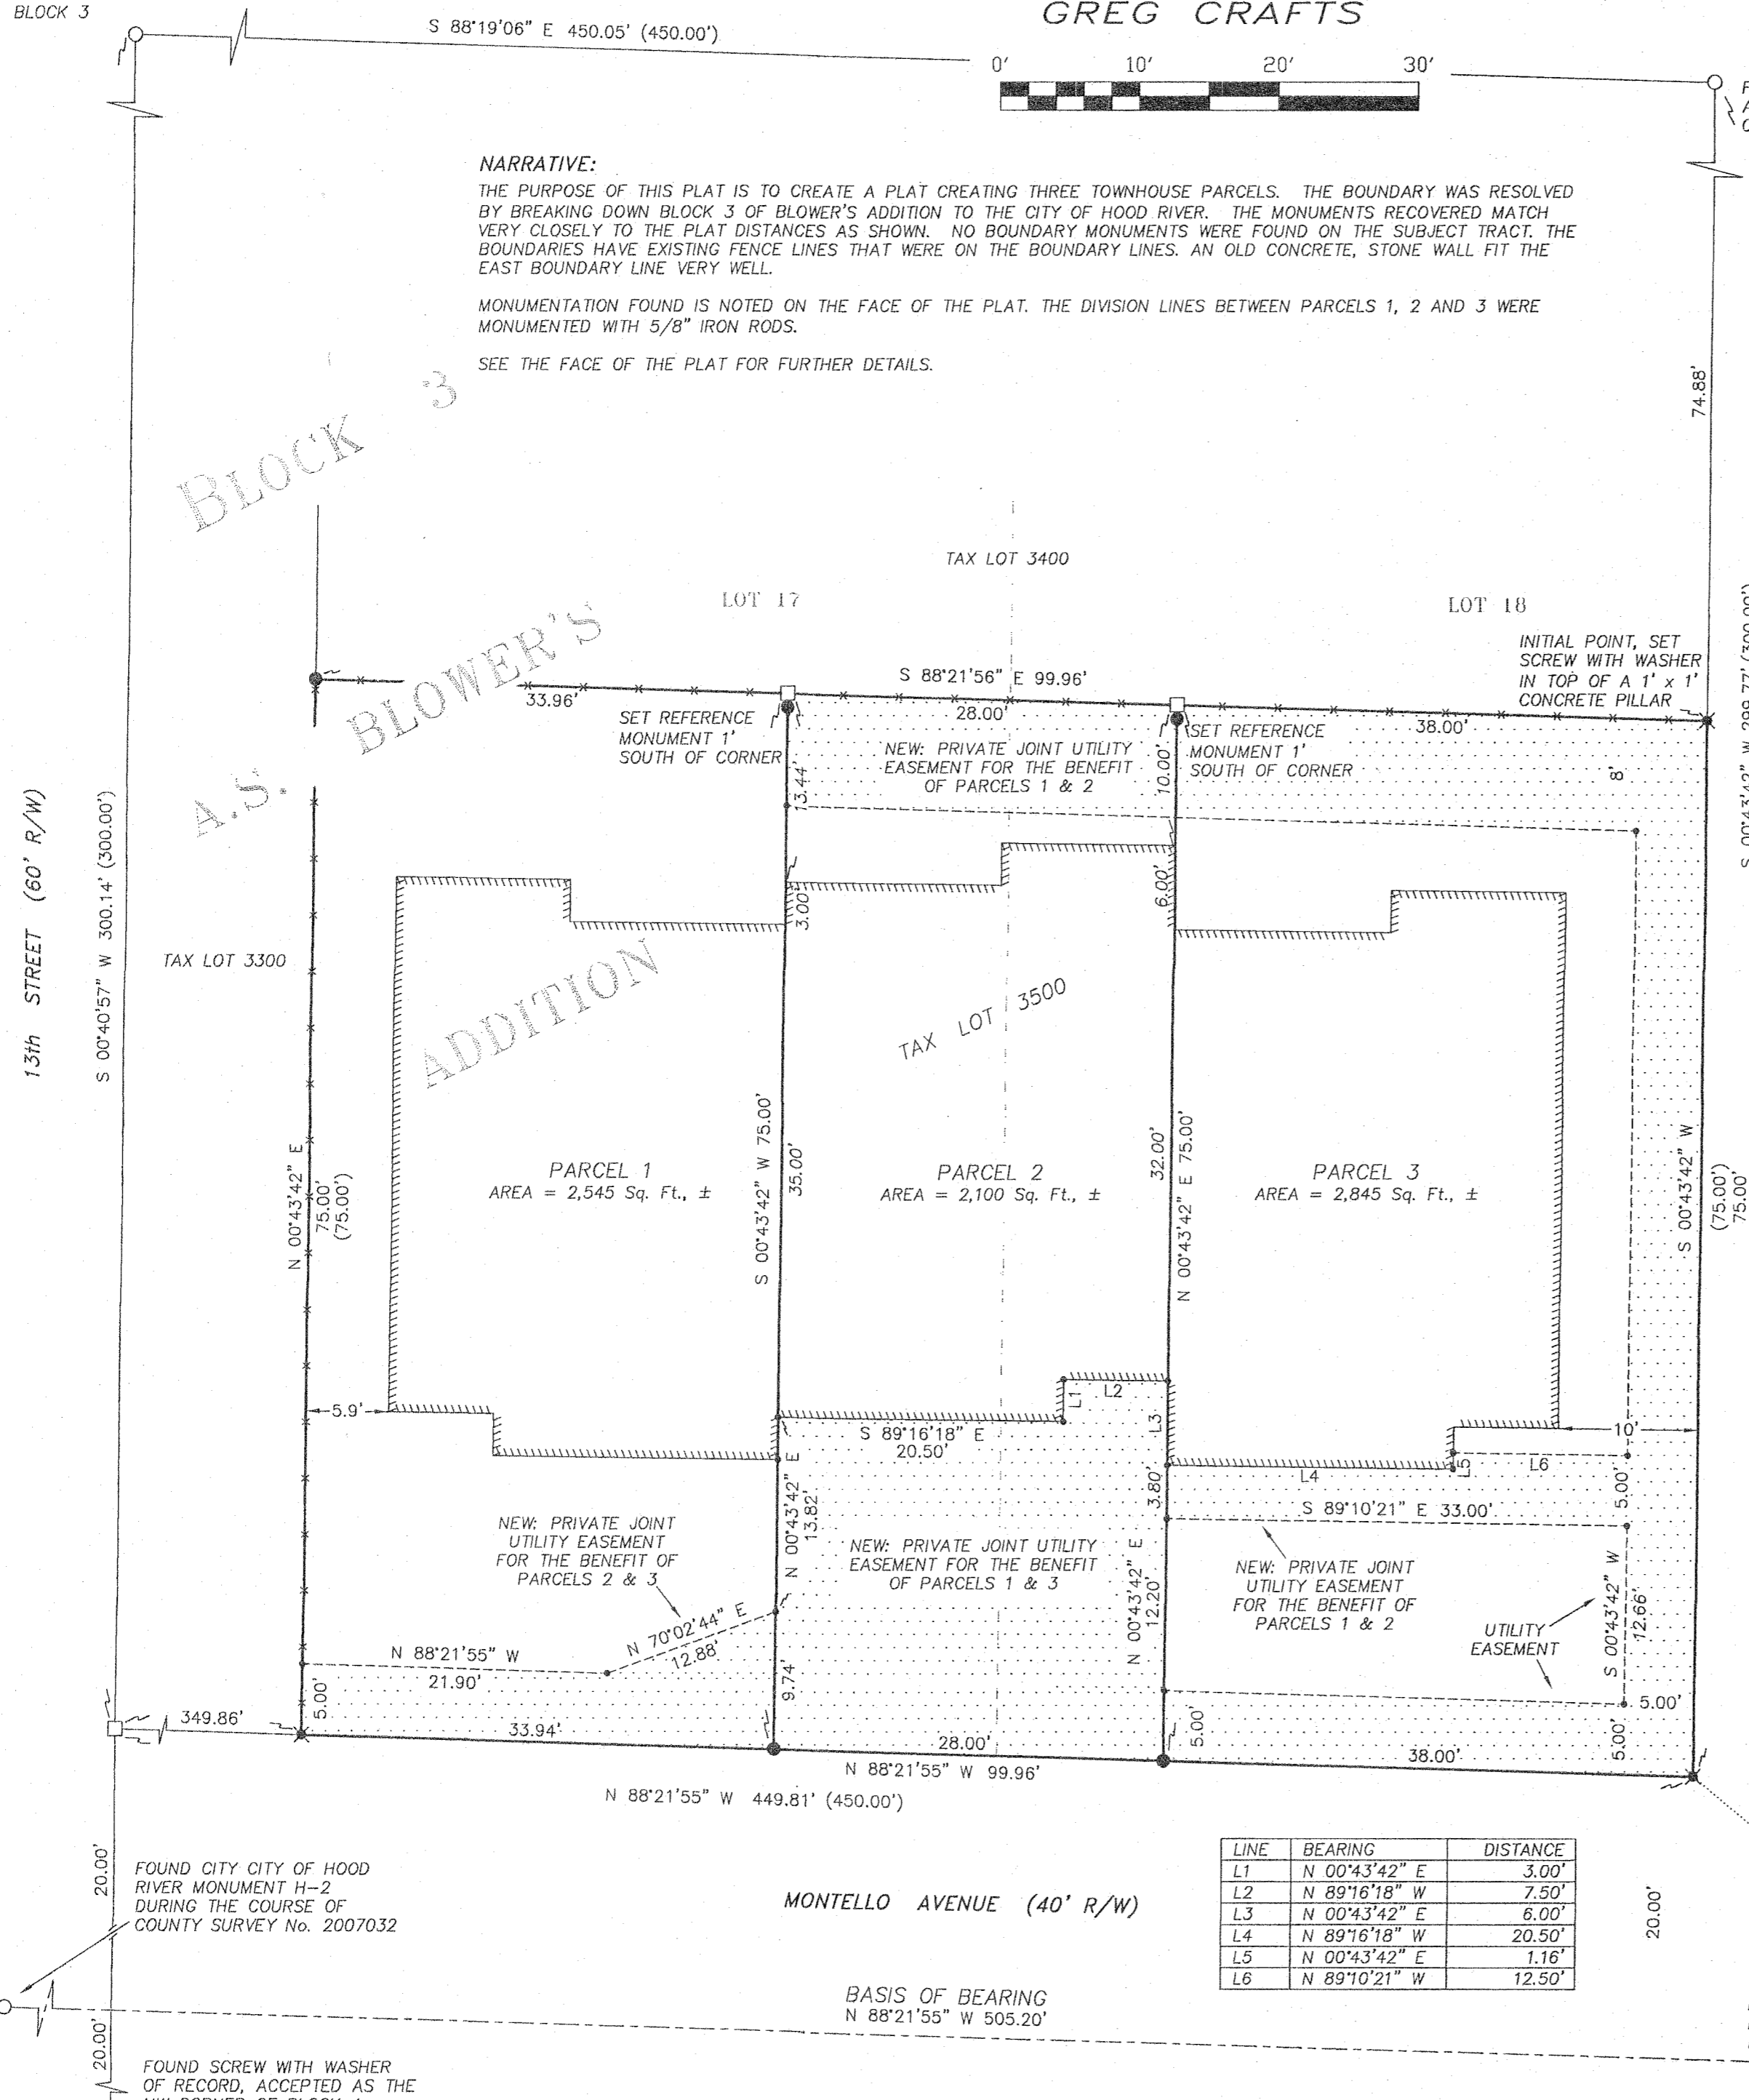 BLOCK 3
GREG CRAFTS
S 88°19'06" E 450.05' (450.00')
0' 10' 20' 30'
NARRATIVE:
THE PURPOSE OF THIS PLAT IS TO CREATE A PLAT CREATING THREE TOWNHOUSE PARCELS. THE BOUNDARY WAS RESOLVED
BY BREAKING DOWN BLOCK 3 OF BLOWER'S ADDITION TO THE CITY OF HOOD RIVER. THE MONUMENTS RECOVERED MATCH
VERY CLOSELY TO THE PLAT DISTANCES AS SHOWN. NO BOUNDARY MONUMENTS WERE FOUND ON THE SUBJECT TRACT. THE
BOUNDARIES HAVE EXISTING FENCE LINES THAT WERE ON THE BOUNDARY LINES. AN OLD CONCRETE, STONE WALL FIT THE
EAST BOUNDARY LINE VERY WELL.
MONUMENTATION FOUND IS NOTED ON THE FACE OF THE PLAT. THE DIVISION LINES BETWEEN PARCELS 1, 2 AND 3 WERE
MONUMENTED WITH 5/8" IRON RODS.
SEE THE FACE OF THE PLAT FOR FURTHER DETAILS.
74.88'
BLOCK 3
A.S. BLOWER'S
ADDITION
TAX LOT 3400
LOT 17
LOT 18
INITIAL POINT, SET
SCREW WITH WASHER
IN TOP OF A 1' x 1'
CONCRETE PILLAR
S 00°43'42" W 299.77' (300.00')
S 88°21'56" E 99.96'
33.96'
28.00'
38.00'
SET REFERENCE
MONUMENT 1'
SOUTH OF CORNER
NEW: PRIVATE JOINT UTILITY
EASEMENT FOR THE BENEFIT
OF PARCELS 1 & 2
SET REFERENCE
MONUMENT 1'
SOUTH OF CORNER
13.44'
10.00'
8'
3.00'
6.00'
13th STREET (60' R/W)
S 00°40'57" W 300.14' (300.00')
TAX LOT 3300
TAX LOT 3500
N 00°43'42" E
75.00'
(75.00')
S 00°43'42" W 75.00'
35.00'
32.00'
N 00°43'42" E 75.00'
S 00°43'42" W
(75.00')
75.00'
PARCEL 1
AREA = 2,545 Sq. Ft., ±
PARCEL 2
AREA = 2,100 Sq. Ft., ±
PARCEL 3
AREA = 2,845 Sq. Ft., ±
5.9'
L1
L2
L3
S 89°16'18" E
20.50'
10'
L4
L5
L6
N 00°43'42" E
13.82'
3.80'
5.00'
S 89°10'21" E 33.00'
NEW: PRIVATE JOINT
UTILITY EASEMENT
FOR THE BENEFIT OF
PARCELS 2 & 3
NEW: PRIVATE JOINT UTILITY
EASEMENT FOR THE BENEFIT
OF PARCELS 1 & 3
N 00°43'42" E
12.20'
NEW: PRIVATE JOINT
UTILITY EASEMENT
FOR THE BENEFIT OF
PARCELS 1 & 2
UTILITY
EASEMENT
S 00°43'42" W
12.66'
N 88°21'55" W
21.90'
N 70°02'44" E
12.88'
9.74'
5.00'
5.00'
5.00'
5.00'
349.86'
33.94'
28.00'
38.00'
N 88°21'55" W 99.96'
N 88°21'55" W 449.81' (450.00')
LINE BEARING DISTANCE
L1 N 00°43'42" E 3.00'
L2 N 89°16'18" W 7.50'
L3 N 00°43'42" E 6.00'
L4 N 89°16'18" W 20.50'
L5 N 00°43'42" E 1.16'
L6 N 89°10'21" W 12.50'
20.00'
FOUND CITY CITY OF HOOD
RIVER MONUMENT H-2
DURING THE COURSE OF
COUNTY SURVEY No. 2007032
MONTELLO AVENUE (40' R/W)
20.00'
BASIS OF BEARING
N 88°21'55" W 505.20'
20.00'
FOUND SCREW WITH WASHER
OF RECORD, ACCEPTED AS THE